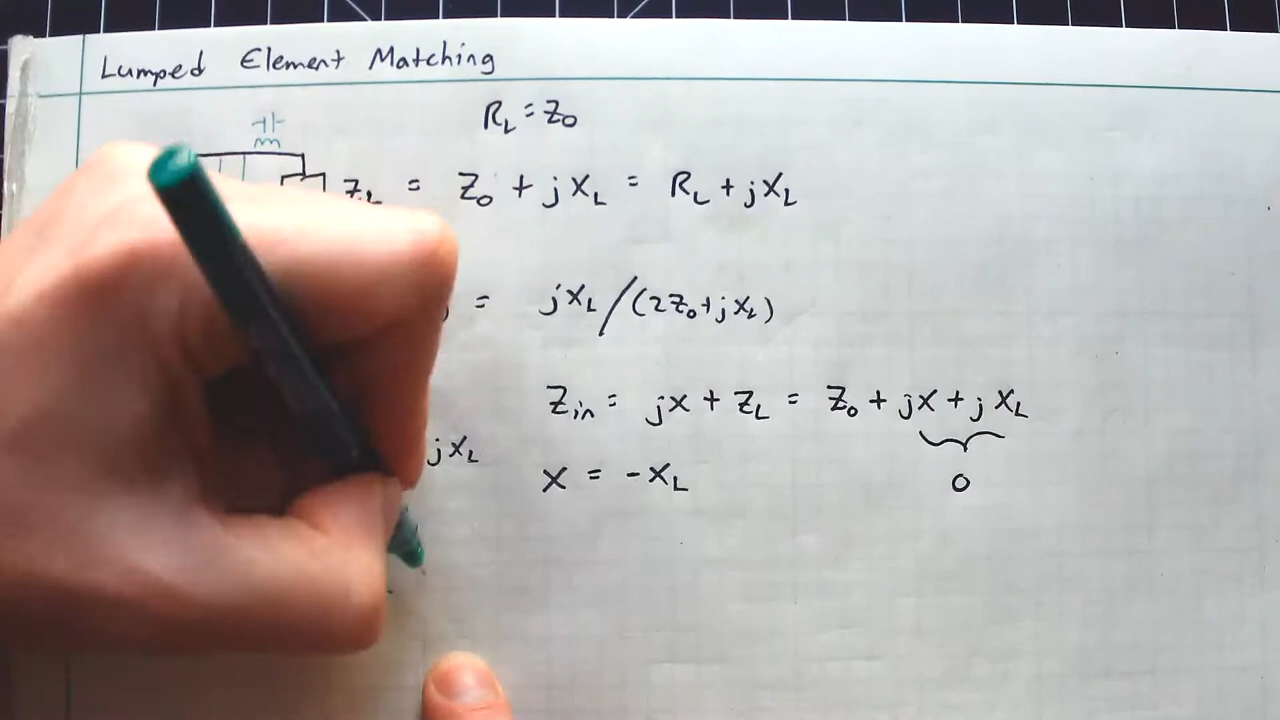 Lumped Element Matching
R_L = Z_0
Z_L = Z_0 + jX_L = R_L + jX_L
= jX_L / (2Z_0 + jX_L)
Z_in = jX + Z_L = Z_0 + jX + jX_L
jX_L
X = -X_L
0